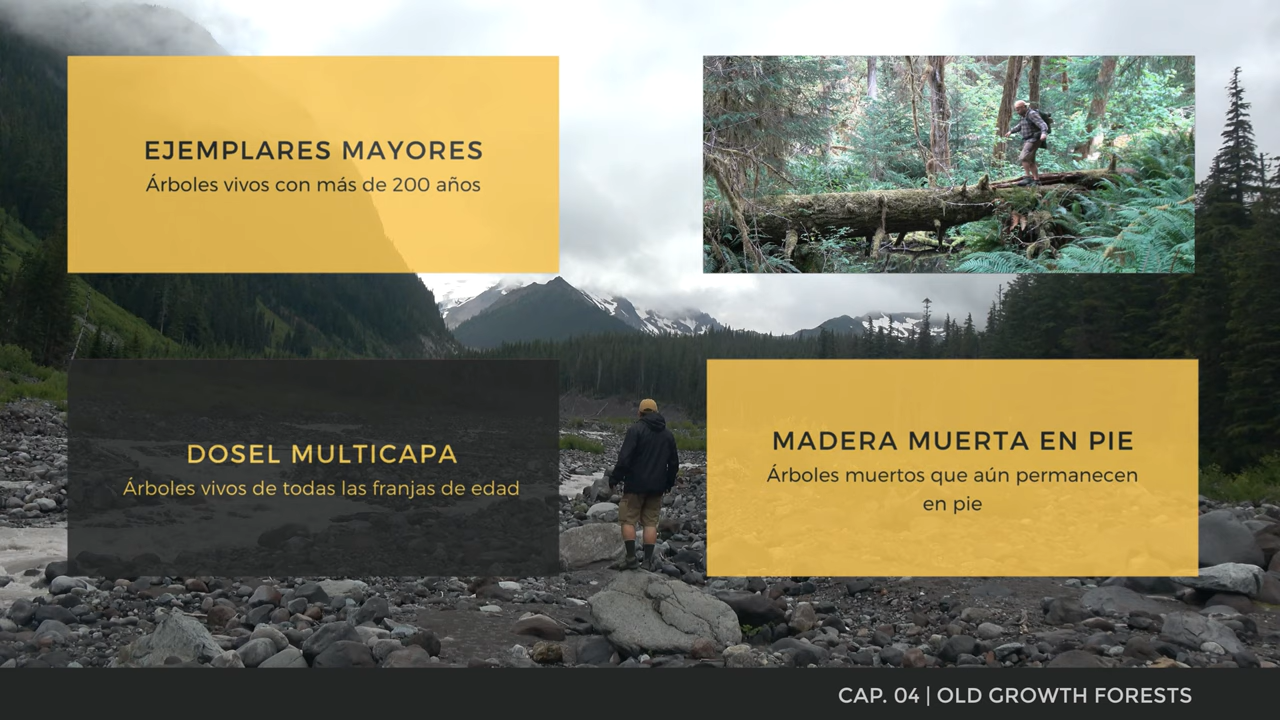 EJEMPLARES MAYORES
Árboles vivos con más de 200 años
DOSEL MULTICAPA
Árboles vivos de todas las franjas de edad
MADERA MUERTA EN PIE
Árboles muertos que aún permanecen
en pie
CAP. 04 | OLD GROWTH FORESTS